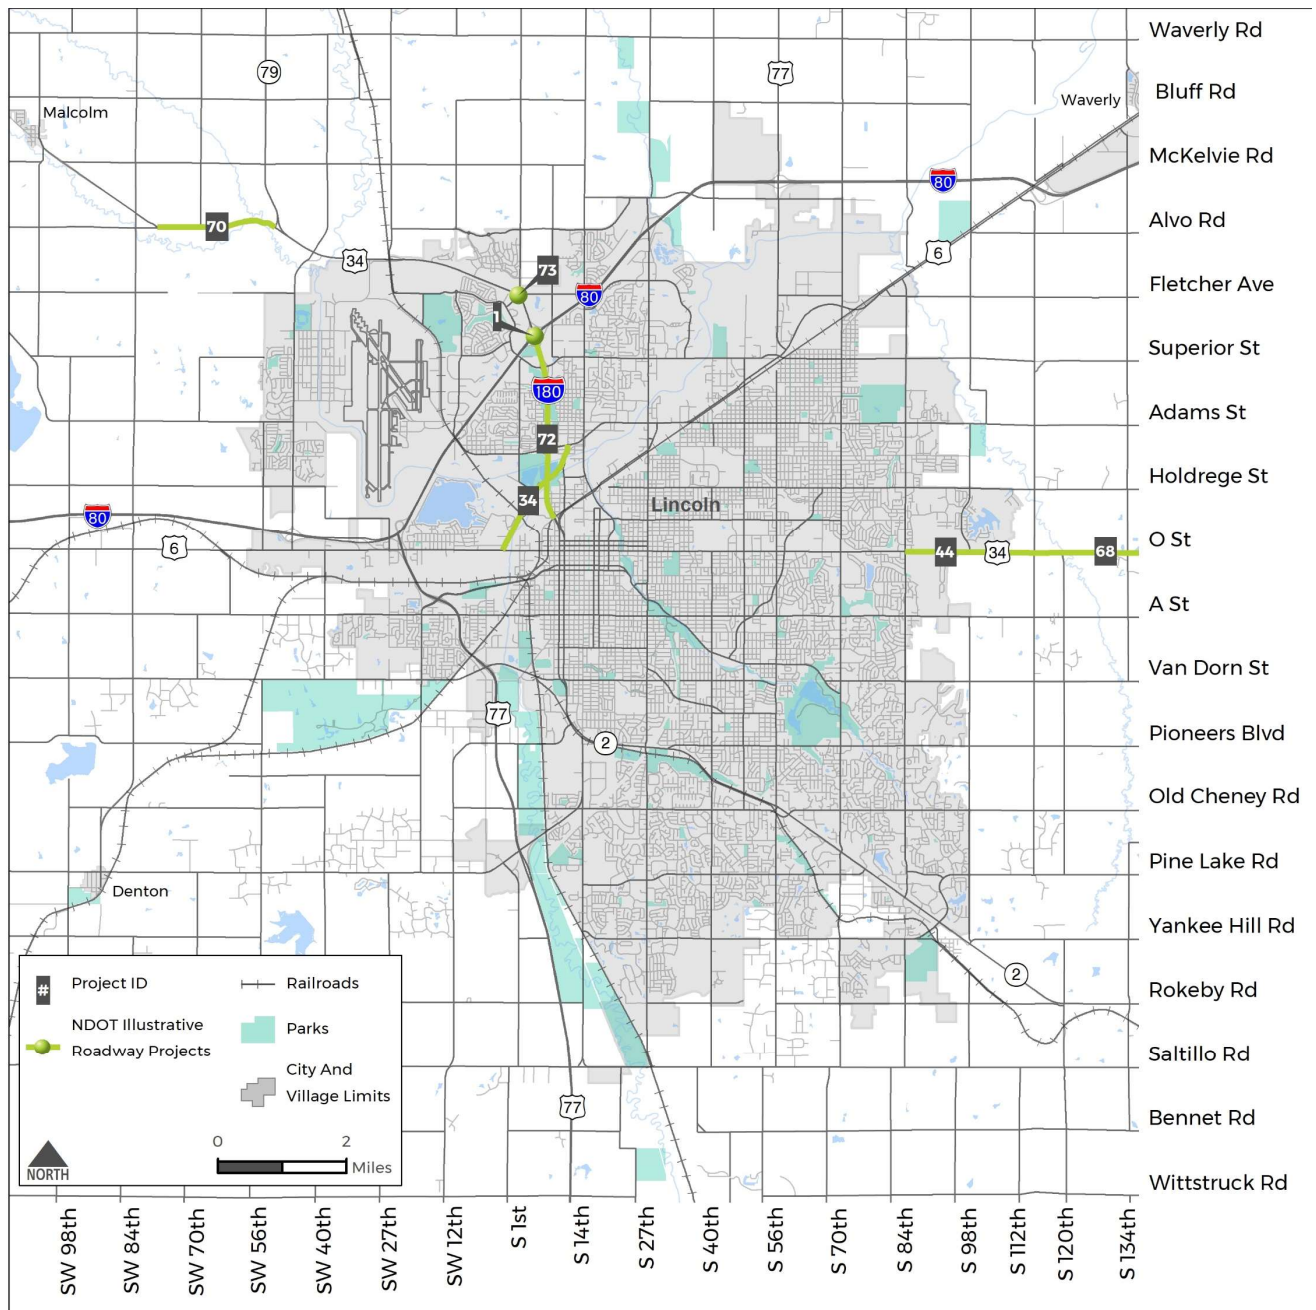 Waverly Rd
79
77
Bluff Rd
Waverly
Malcolm
McKelvie Rd
80
Alvo Rd
70
6
34
73
Fletcher Ave
80
1
Superior St
180
Adams St
72
Holdrege St
34
Lincoln
80
O St
6
44
34
68
A St
Van Dorn St
77
Pioneers Blvd
2
Old Cheney Rd
Pine Lake Rd
Denton
Yankee Hill Rd
2
Rokeby Rd
# Project ID
NDOT Illustrative
Roadway Projects
Railroads
Parks
City And
Village Limits
Saltillo Rd
77
Bennet Rd
0 2
Miles
NORTH
Wittstruck Rd
SW 98th
SW 84th
SW 70th
SW 56th
SW 40th
SW 27th
SW 12th
S 1st
S 14th
S 27th
S 40th
S 56th
S 70th
S 84th
S 98th
S 112th
S 120th
S 134th